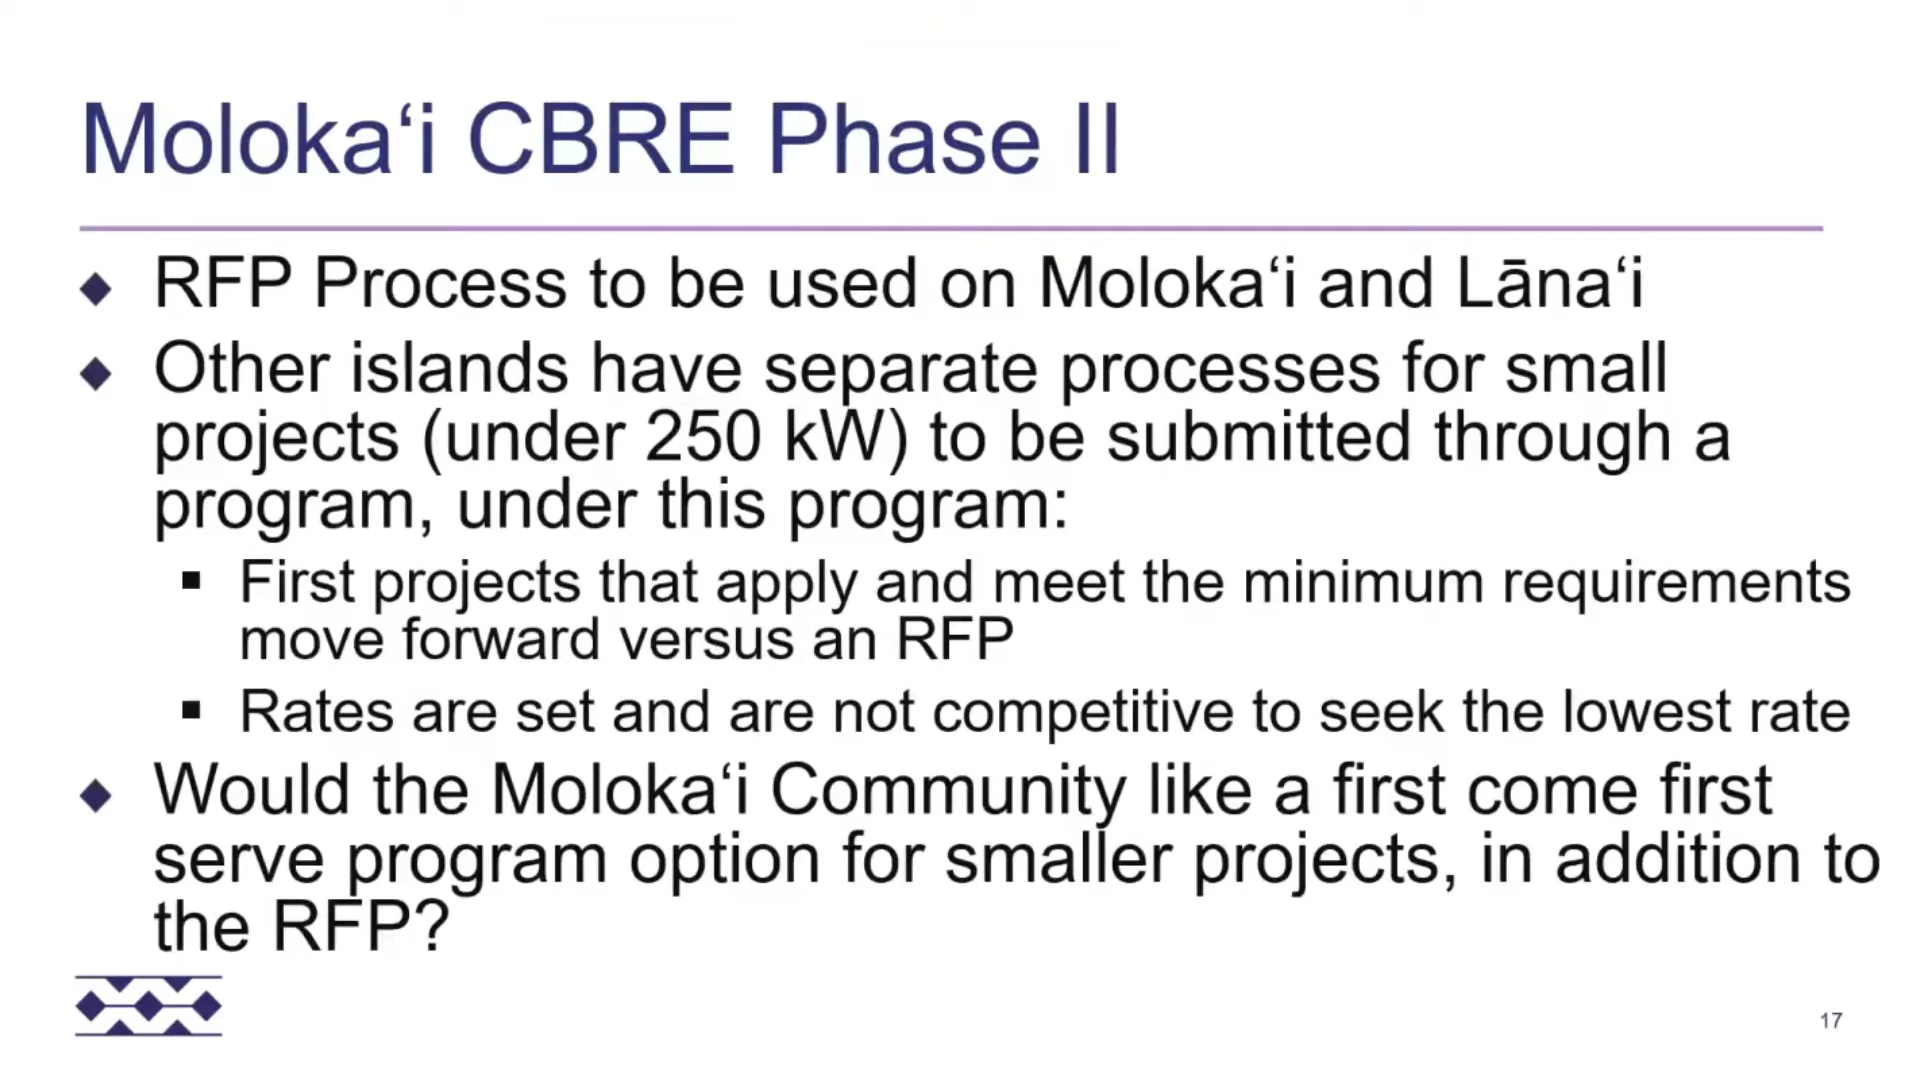 Moloka‘i CBRE Phase II
RFP Process to be used on Moloka‘i and Lāna‘i
Other islands have separate processes for small
projects (under 250 kW) to be submitted through a
program, under this program:
First projects that apply and meet the minimum requirements
move forward versus an RFP
Rates are set and are not competitive to seek the lowest rate
Would the Moloka‘i Community like a first come first
serve program option for smaller projects, in addition to
the RFP?
17